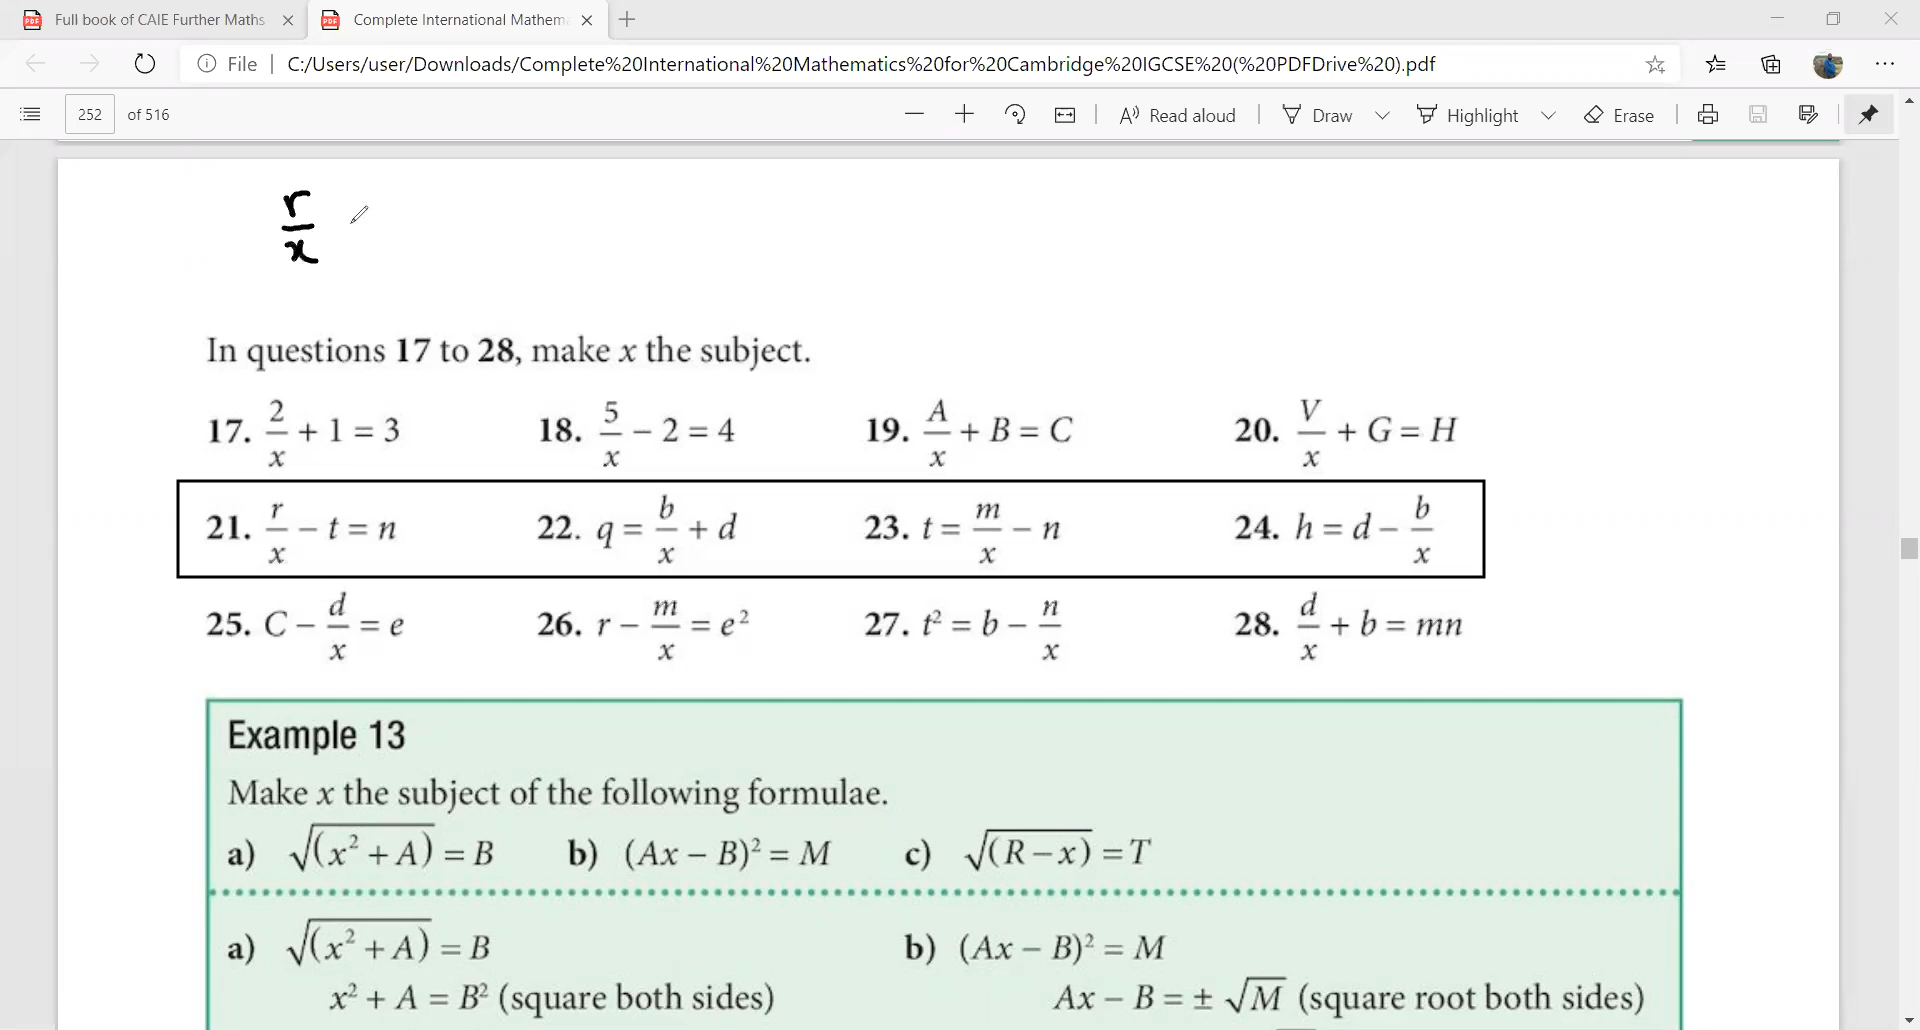 Full book of CAIE Further Maths
Complete International Mathem
File
C:/Users/user/Downloads/Complete%20International%20Mathematics%20for%20Cambridge%20IGCSE%20(%20PDFDrive%20).pdf
252 of 516
Read aloud
Draw
Highlight
Erase
r/x
In questions 17 to 28, make x the subject.
17. 2/x + 1 = 3 18. 5/x − 2 = 4 19. A/x + B = C 20. V/x + G = H
21. r/x − t = n 22. q = b/x + d 23. t = m/x − n 24. h = d − b/x
25. C − d/x = e 26. r − m/x = e² 27. t² = b − n/x 28. d/x + b = mn
Example 13
Make x the subject of the following formulae.
a) √(x² + A) = B b) (Ax − B)² = M c) √(R − x) = T
a) √(x² + A) = B b) (Ax − B)² = M
x² + A = B² (square both sides) Ax − B = ± √M (square root both sides)